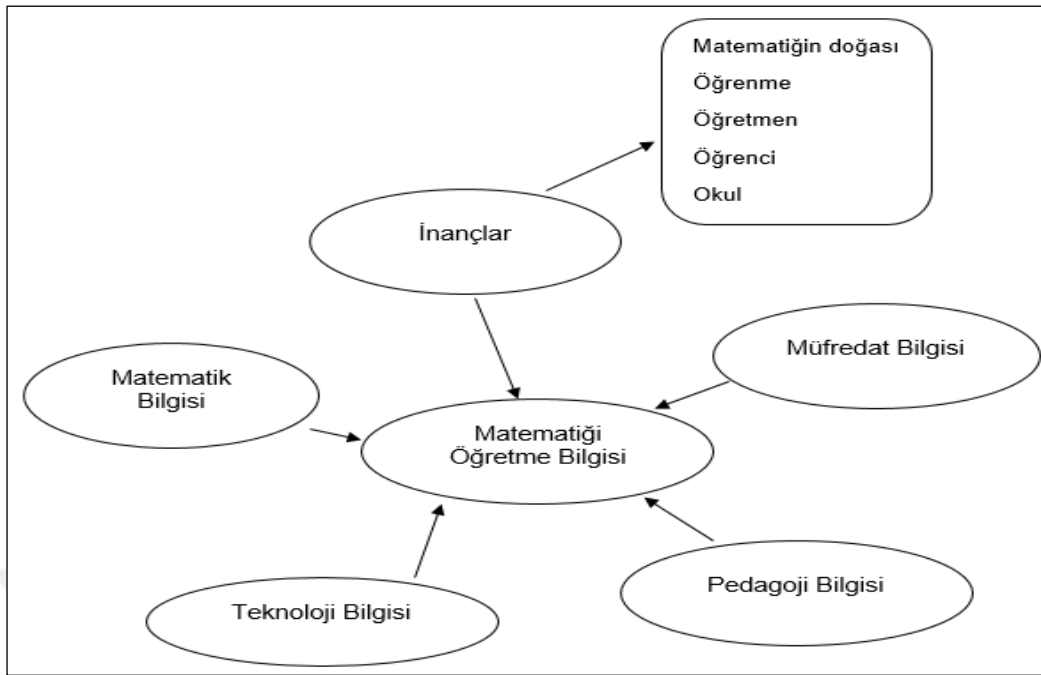 Matematiğin doğası
Öğrenme
Öğretmen
Öğrenci
Okul
İnançlar
Müfredat Bilgisi
Matematik
Bilgisi
Matematiği
Öğretme Bilgisi
Pedagoji Bilgisi
Teknoloji Bilgisi